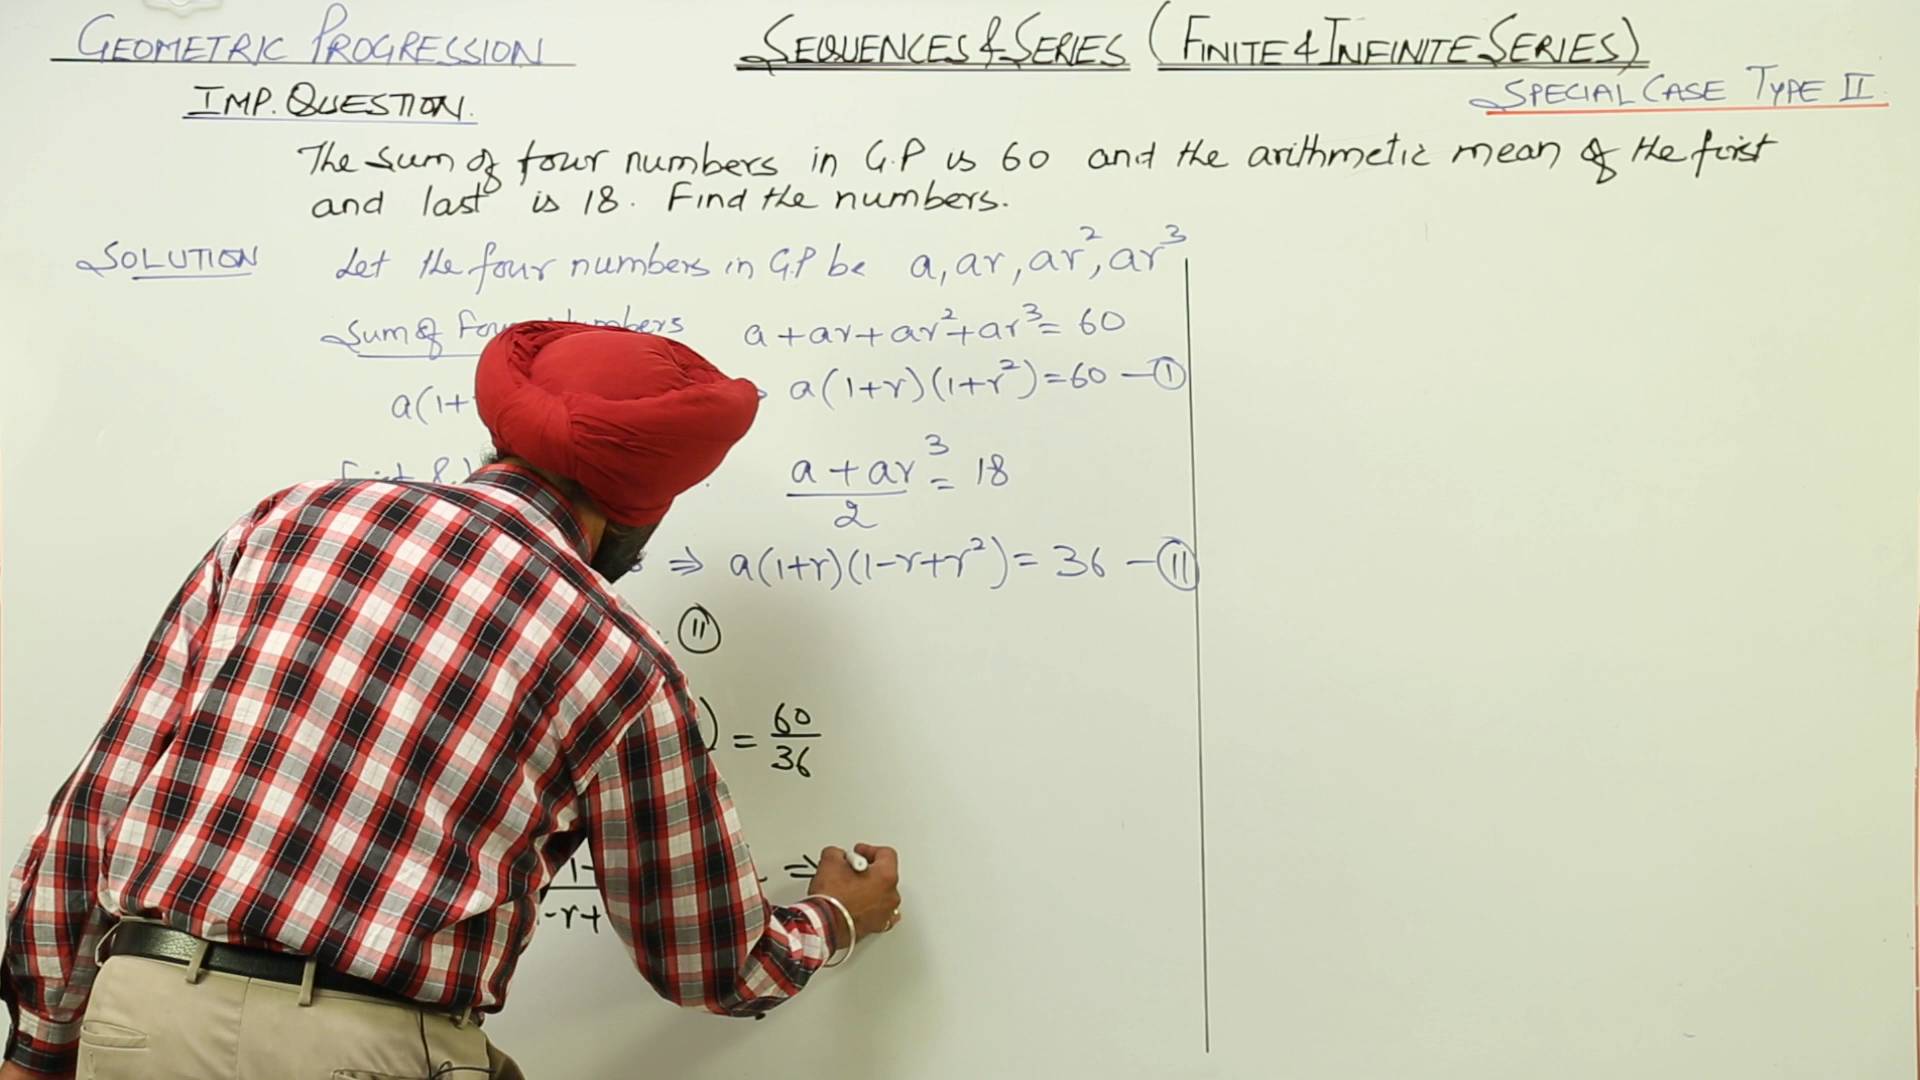 GEOMETRIC PROGRESSION
SEQUENCES & SERIES (FINITE & INFINITE SERIES)
IMP. QUESTION.
SPECIAL CASE TYPE II
The sum of four numbers in G.P is 60 and the arithmetic mean of the first
and last is 18. Find the numbers.
SOLUTION Let the four numbers in G.P be a, ar, ar², ar³
Sum of a + ar + ar² + ar³ = 60
a(1+ a(1+r)(1+r²) = 60 — (I)
(a + ar³)/2 = 18
⇒ a(1+r)(1-r+r²) = 36 — (II)
(II)
) = 60/36
1-
-r+ ⇒